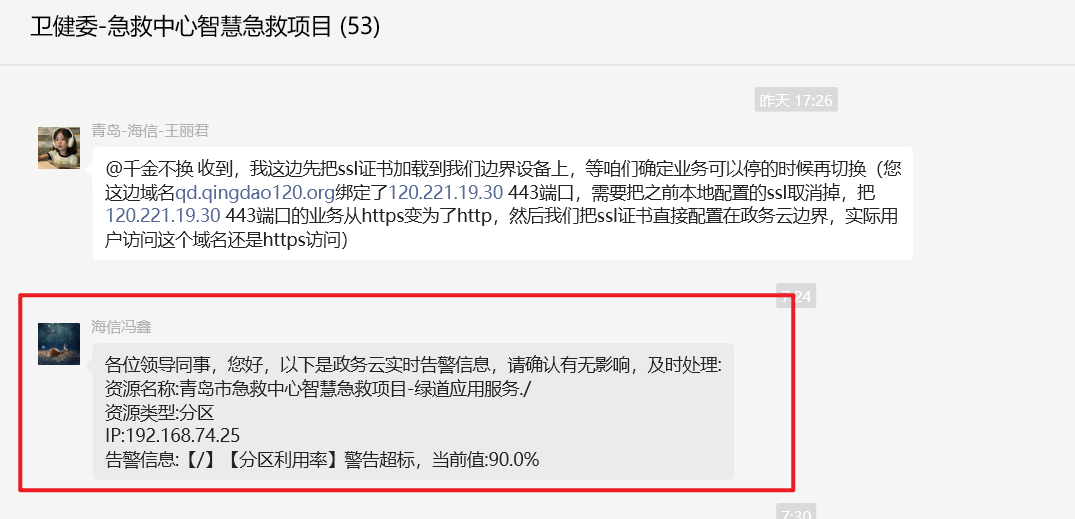 卫健委-急救中心智慧急救项目 (53)
昨天 17:26
青岛-海信-王丽君
@千金不换 收到，我这边先把ssl证书加载到我们边界设备上，等咱们确定业务可以停的时候再切换（您
这边域名qd.qingdao120.org绑定了120.221.19.30 443端口，需要把之前本地配置的ssl取消掉，把
120.221.19.30 443端口的业务从https变为了http，然后我们把ssl证书直接配置在政务云边界，实际用
户访问这个域名还是https访问）
7:24
海信冯鑫
各位领导同事，您好，以下是政务云实时告警信息，请确认有无影响，及时处理:
资源名称:青岛市急救中心智慧急救项目-绿道应用服务./
资源类型:分区
IP:192.168.74.25
告警信息:【/】【分区利用率】警告超标，当前值:90.0%
7:30